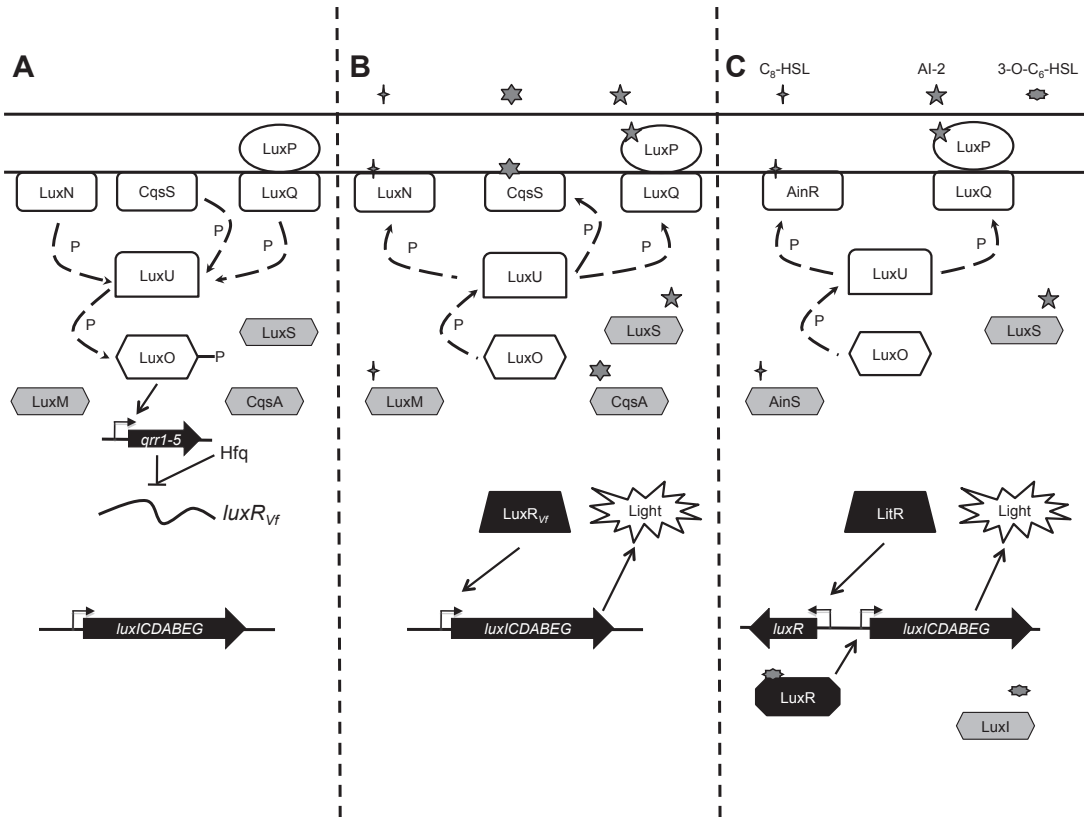 A
B
C
C8-HSL
AI-2
3-O-C6-HSL
LuxP
LuxN
CqsS
LuxQ
P
P
P
LuxU
P
LuxO
P
LuxS
LuxM
CqsA
qrr1-5
Hfq
luxRVf
luxICDABEG
LuxP
LuxN
CqsS
LuxQ
P
P
P
LuxU
P
LuxO
LuxS
LuxM
CqsA
LuxRVf
Light
luxICDABEG
LuxP
AinR
LuxQ
P
P
LuxU
P
LuxO
LuxS
AinS
LitR
Light
luxR
luxICDABEG
LuxR
LuxI